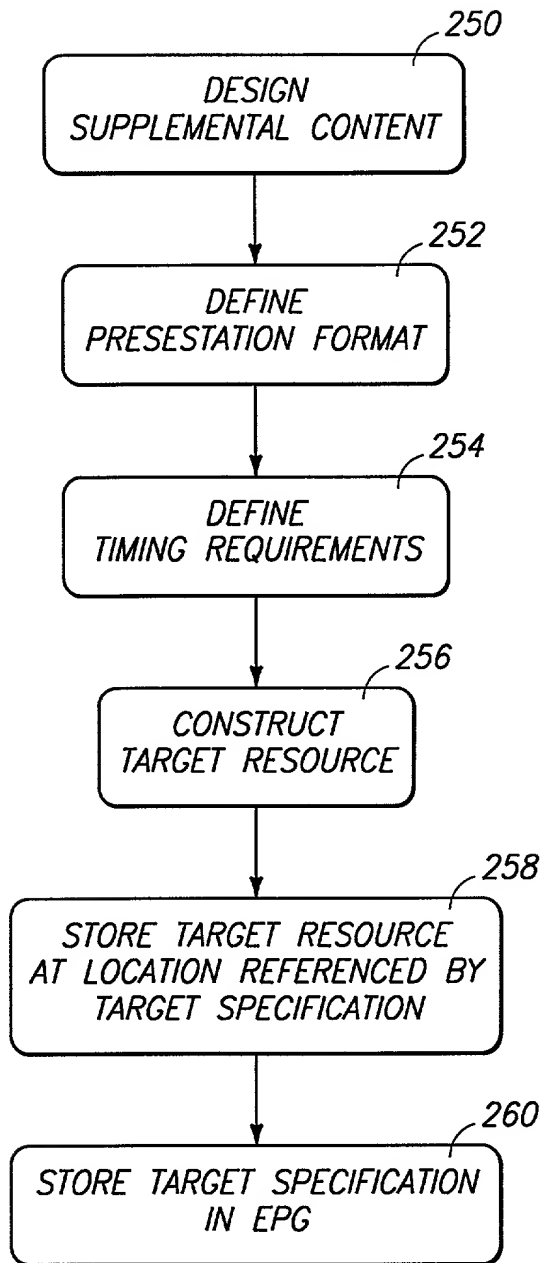 250
DESIGN
SUPPLEMENTAL CONTENT
252
DEFINE
PRESESTATION FORMAT
254
DEFINE
TIMING REQUIREMENTS
256
CONSTRUCT
TARGET RESOURCE
258
STORE TARGET RESOURCE
AT LOCATION REFERENCED BY
TARGET SPECIFICATION
260
STORE TARGET SPECIFICATION
IN EPG